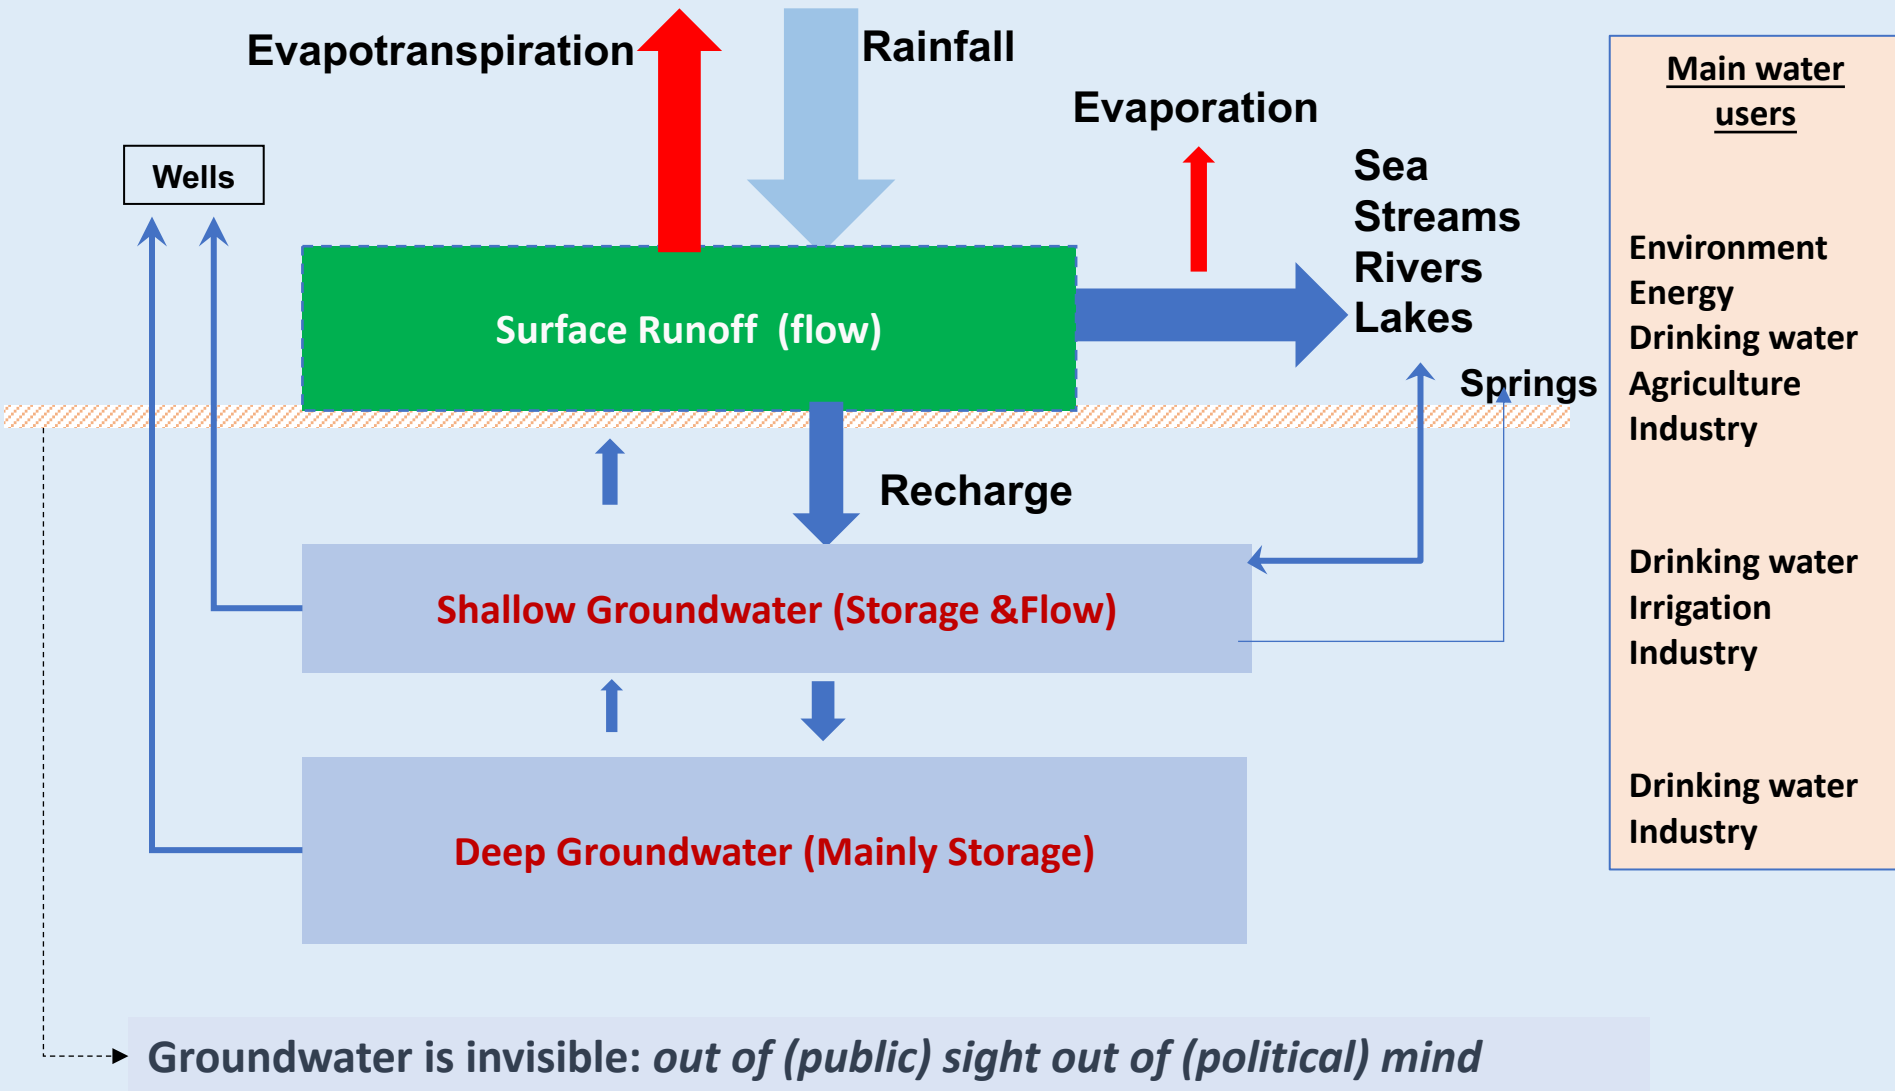 Evapotranspiration
Rainfall
Evaporation
Wells
Sea
Streams
Rivers
Lakes
Springs
Surface Runoff  (flow)
Recharge
Shallow Groundwater (Storage &Flow)
Deep Groundwater (Mainly Storage)
Main water
users
Environment
Energy
Drinking water
Agriculture
Industry
Drinking water
Irrigation
Industry
Drinking water
Industry
Groundwater is invisible: out of (public) sight out of (political) mind